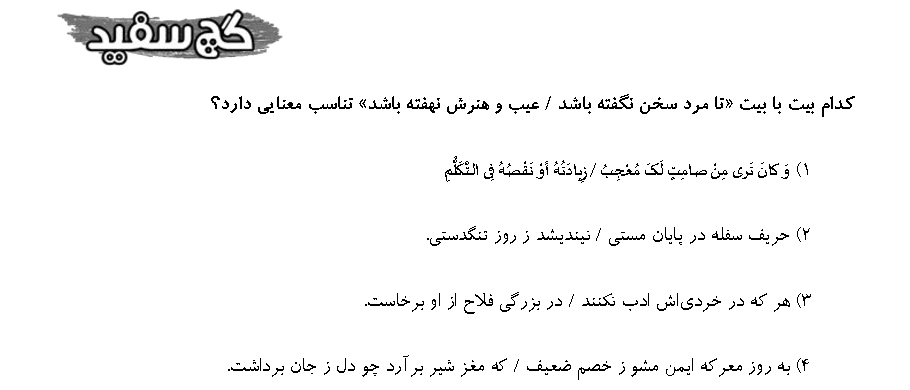 گچ سفید
کدام بیت با بیت «تا مرد سخن نگفته باشد / عیب و هنرش نهفته باشد» تناسب معنایی دارد؟
۱) وَ کانَ تَری مِنْ صامِتٍ لَکَ مُعْجِبُ / زِیادَتُهُ أوْ نَقْصُهُ فِی التَّکَلُّمِ
۲) حریف سفله در پایان مستی / نیندیشد ز روز تنگدستی.
۳) هر که در خردی‌اش ادب نکنند / در بزرگی فلاح از او برخاست.
۴) به روز معرکه ایمن مشو ز خصم ضعیف / که مغز شیر برآرد چو دل ز جان برداشت.